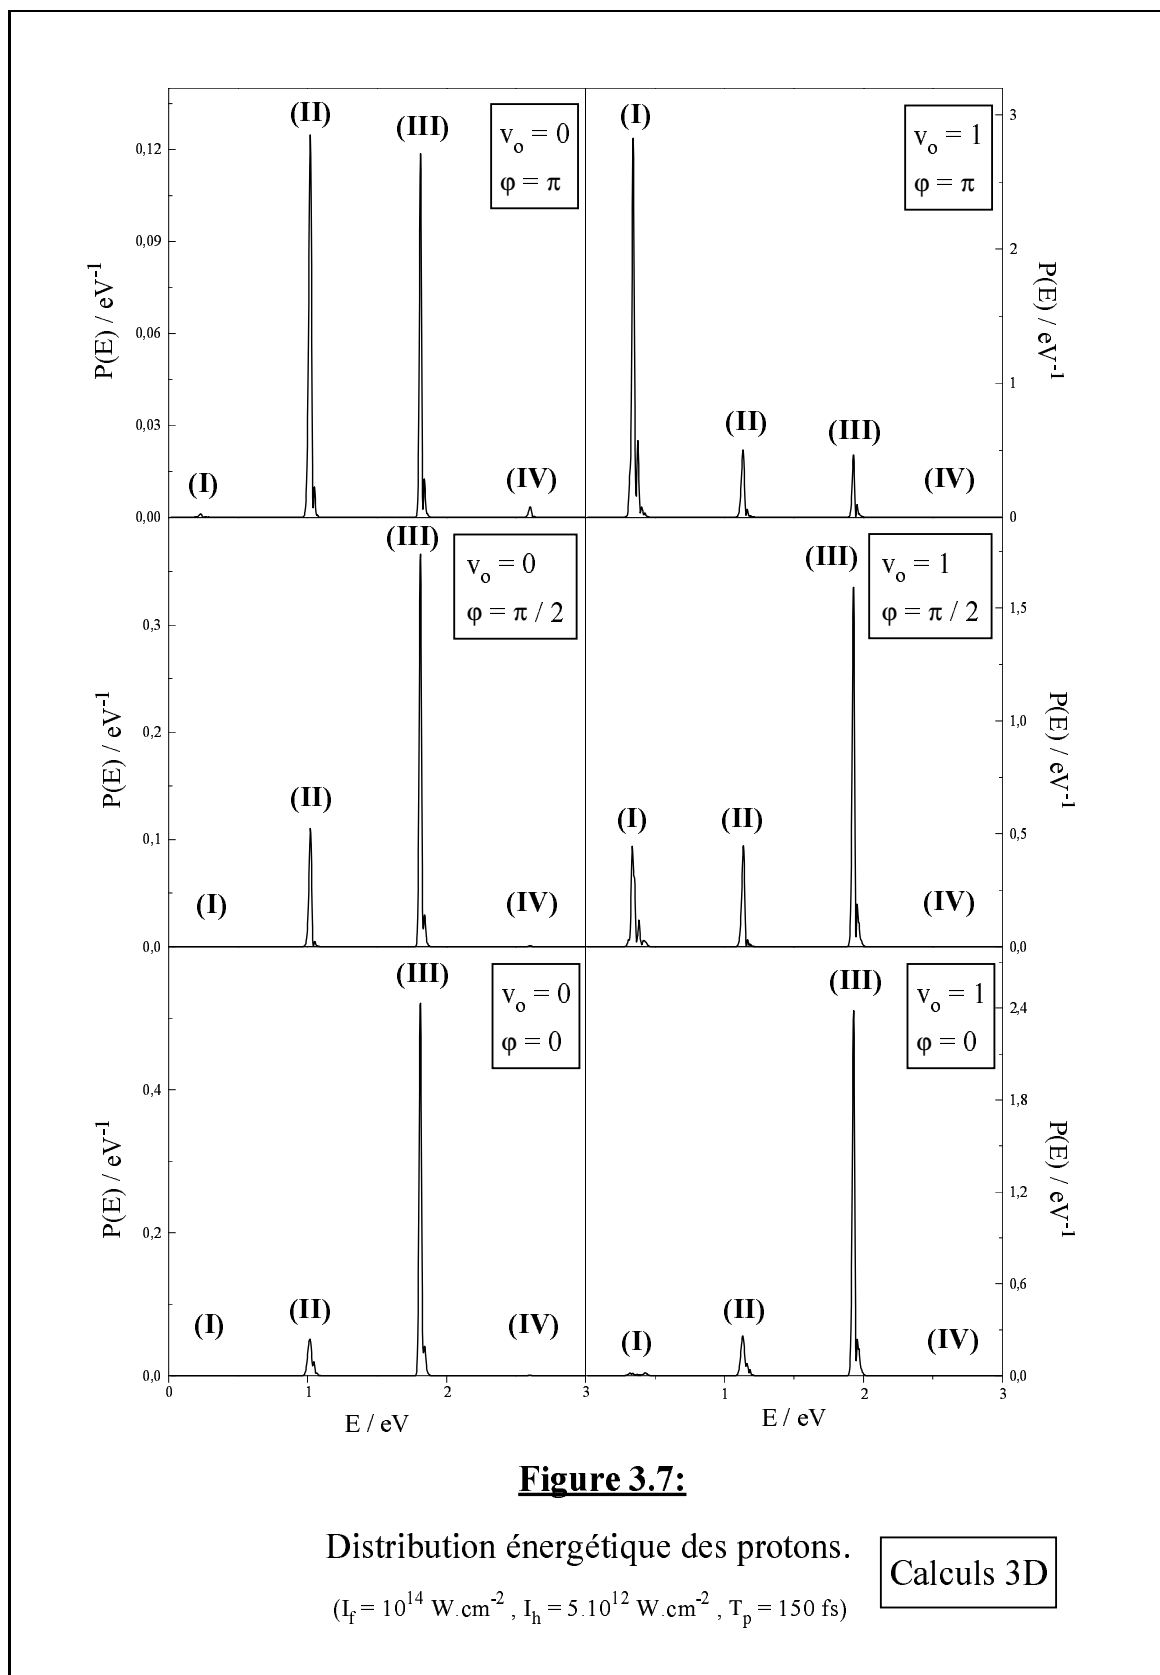 (II)
(III)
v_o = 0
φ = π
(I)
(IV)
0,12
0,09
0,06
0,03
0,00
P(E) / eV⁻¹
(I)
v_o = 1
φ = π
(II)
(III)
(IV)
3
2
1
0
P(E) / eV⁻¹
(III)
v_o = 0
φ = π / 2
(II)
(I)
(IV)
0,3
0,2
0,1
0,0
P(E) / eV⁻¹
(III)
v_o = 1
φ = π / 2
(I)
(II)
(IV)
1,5
1,0
0,5
0,0
P(E) / eV⁻¹
(III)
v_o = 0
φ = 0
(I)
(II)
(IV)
0,4
0,2
0,0
P(E) / eV⁻¹
(III)
v_o = 1
φ = 0
(I)
(II)
(IV)
2,4
1,8
1,2
0,6
0,0
P(E) / eV⁻¹
0 1 2 3 1 2 3
E / eV
E / eV
Figure 3.7:
Distribution énergétique des protons.
Calculs 3D
(I_f = 10¹⁴ W.cm⁻² , I_h = 5.10¹² W.cm⁻² , T_p = 150 fs)